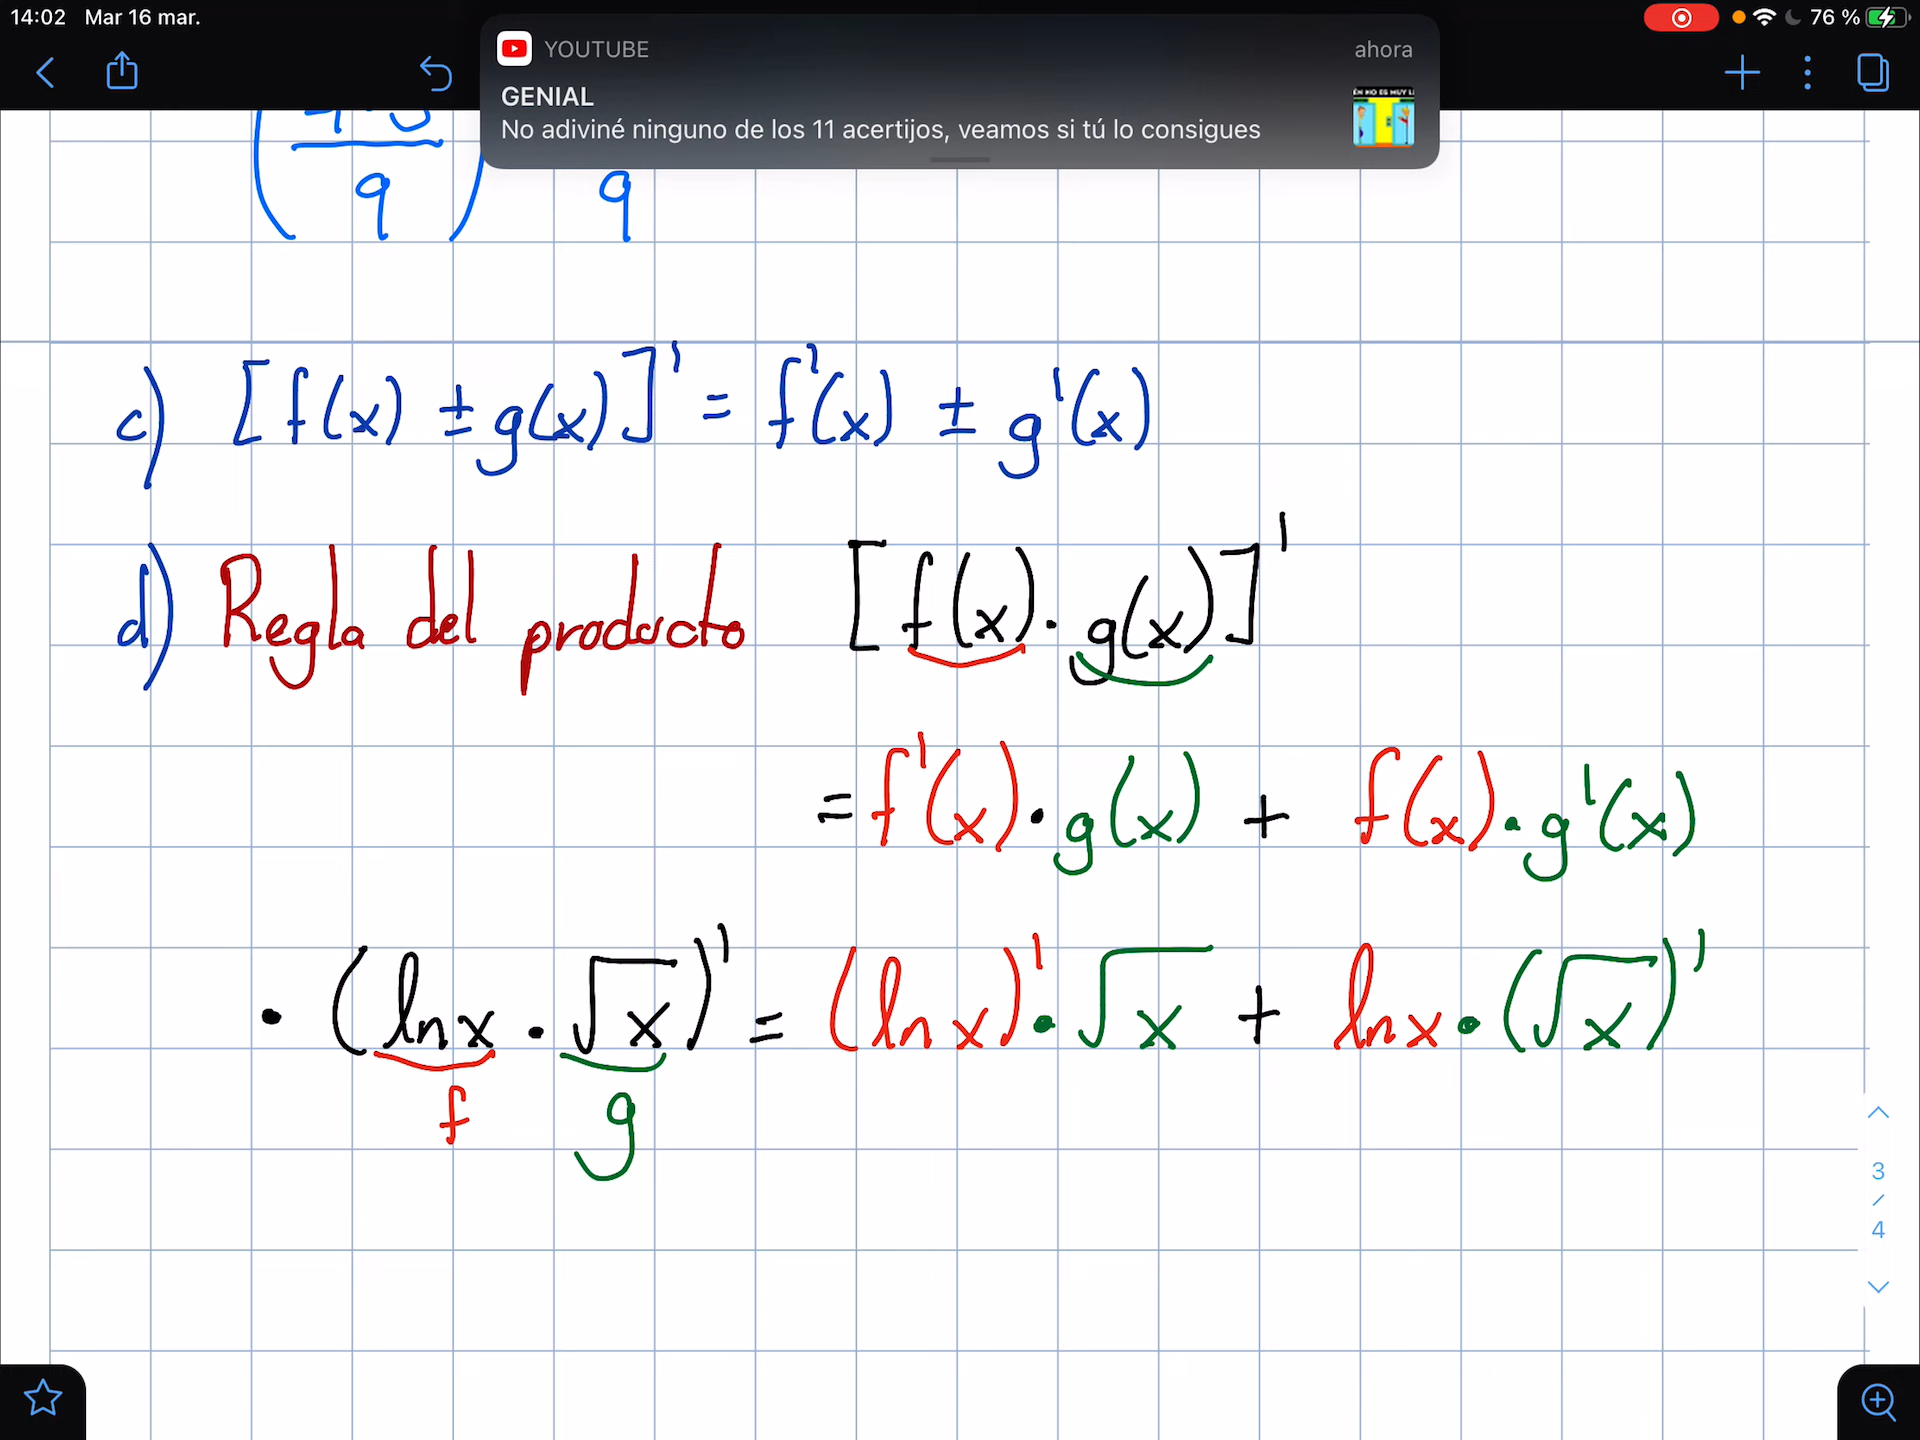 14:02 Mar 16 mar. 76 %
YOUTUBE ahora
GENIAL
No adiviné ninguno de los 11 acertijos, veamos si tú lo consigues
9 9
c) [f(x) ± g(x)]' = f'(x) ± g'(x)
d) Regla del producto [f(x) · g(x)]'
= f'(x) · g(x) + f(x) · g'(x)
• (ln x · √x)' = (ln x)' · √x + ln x · (√x)'
f g
3
/
4